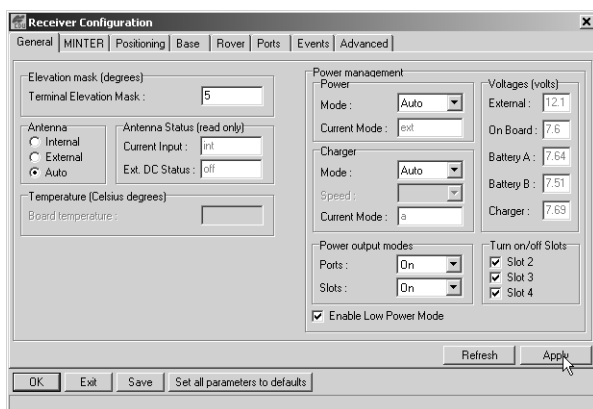 Receiver Configuration
General MINTER Positioning Base Rover Ports Events Advanced
Elevation mask (degrees)
Terminal Elevation Mask : 5
Antenna
Internal
External
Auto
Antenna Status (read only)
Current Input : int
Ext. DC Status : off
Temperature (Celsius degrees)
Board temperature :
Power management
Power
Mode : Auto
Current Mode : ext
Charger
Mode : Auto
Speed :
Current Mode : a
Voltages (volts)
External : 12.1
On Board : 7.6
Battery A : 7.64
Battery B : 7.51
Charger : 7.69
Power output modes
Ports : On
Slots : On
Turn on/off Slots
Slot 2
Slot 3
Slot 4
Enable Low Power Mode
Refresh Apply
OK Exit Save Set all parameters to defaults